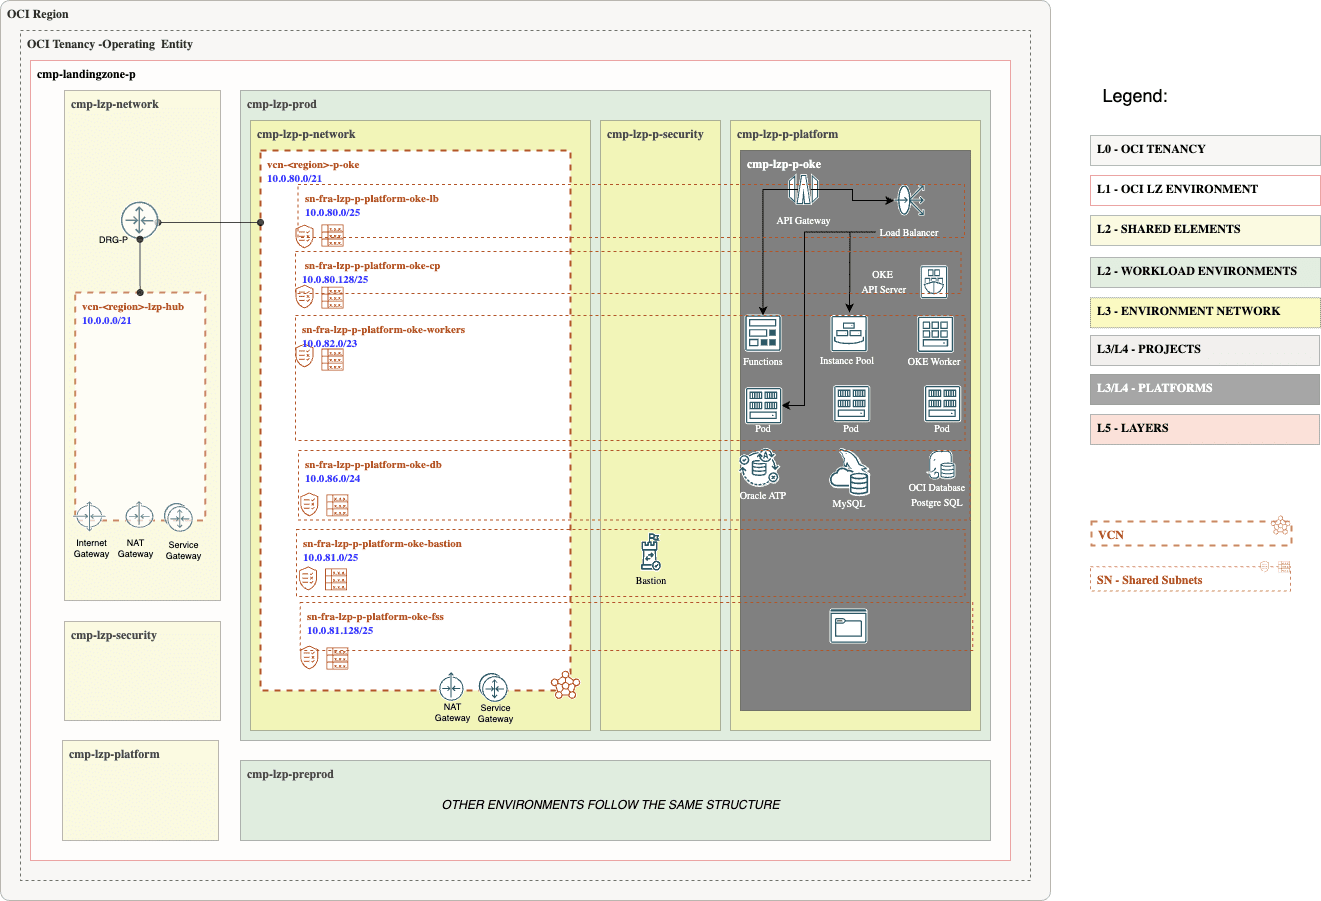 OCI Region
OCI Tenancy -Operating Entity
cmp-landingzone-p
cmp-lzp-network
DRG-P
vcn-<region>-lzp-hub
10.0.0.0/21
Internet
Gateway
NAT
Gateway
Service
Gateway
cmp-lzp-security
cmp-lzp-platform
cmp-lzp-prod
cmp-lzp-p-network
vcn-<region>-p-oke
10.0.80.0/21
sn-fra-lzp-p-platform-oke-lb
10.0.80.0/25
sn-fra-lzp-p-platform-oke-cp
10.0.80.128/25
sn-fra-lzp-p-platform-oke-workers
10.0.82.0/23
sn-fra-lzp-p-platform-oke-db
10.0.86.0/24
sn-fra-lzp-p-platform-oke-bastion
10.0.81.0/25
sn-fra-lzp-p-platform-oke-fss
10.0.81.128/25
NAT
Gateway
Service
Gateway
cmp-lzp-p-security
Bastion
cmp-lzp-p-platform
cmp-lzp-p-oke
API Gateway
Load Balancer
OKE
API Server
Functions
Instance Pool
OKE Worker
Pod
Pod
Pod
Oracle ATP
MySQL
OCI Database
Postgre SQL
cmp-lzp-preprod
OTHER ENVIRONMENTS FOLLOW THE SAME STRUCTURE
Legend:
L0 - OCI TENANCY
L1 - OCI LZ ENVIRONMENT
L2 - SHARED ELEMENTS
L2 - WORKLOAD ENVIRONMENTS
L3 - ENVIRONMENT NETWORK
L3/L4 - PROJECTS
L3/L4 - PLATFORMS
L5 - LAYERS
VCN
SN - Shared Subnets